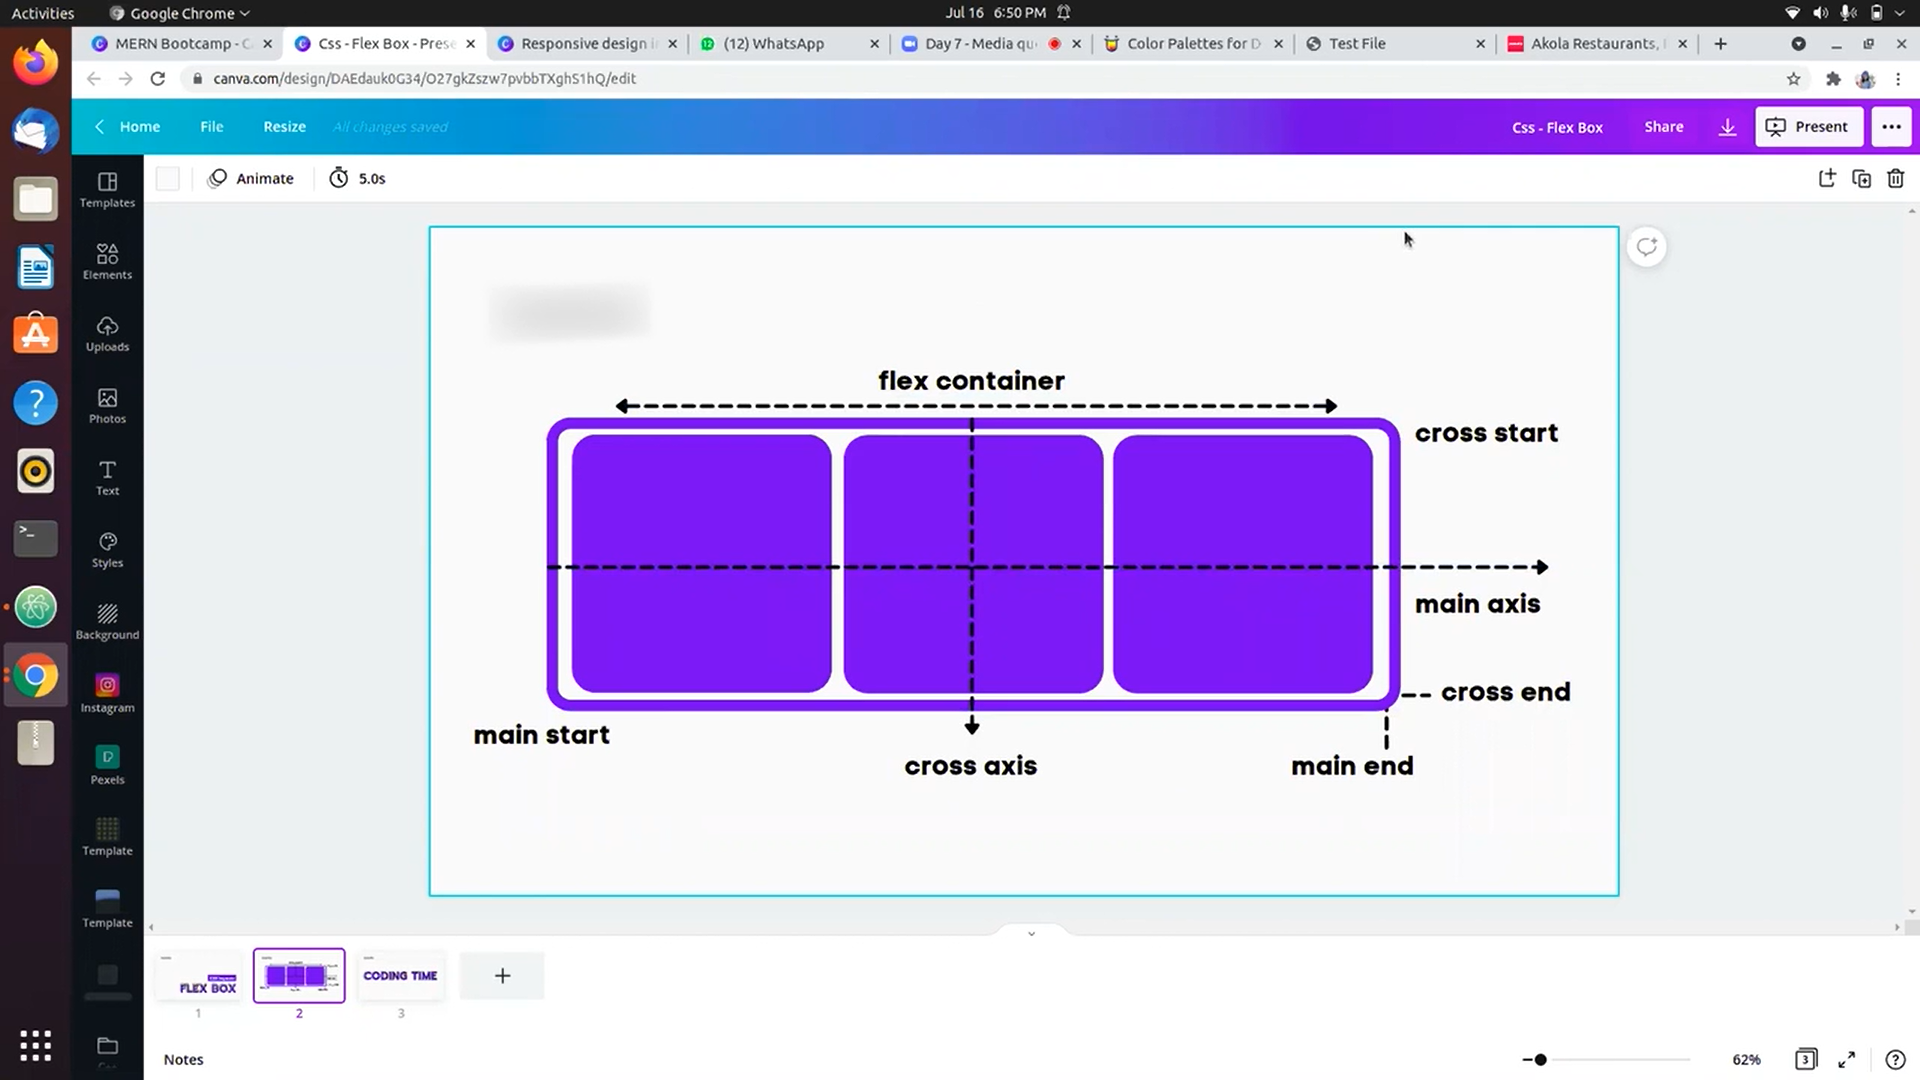 Activities
Google Chrome
Jul 16 6:50 PM
MERN Bootcamp - C
Css - Flex Box - Prese
Responsive design i
(12) WhatsApp
Day 7 - Media qu
Color Palettes for D
Test File
Akola Restaurants,
canva.com/design/DAEdauk0G34/O27gkZszw7pvbbTXghS1hQ/edit
Home
File
Resize
All changes saved
Css - Flex Box
Share
Present
Animate
5.0s
Templates
Elements
Uploads
Photos
Text
Styles
Background
Instagram
Pexels
Template
Template
flex container
cross start
main axis
cross end
main start
cross axis
main end
FLEX BOX
CODING TIME
1
2
3
Notes
62%
3